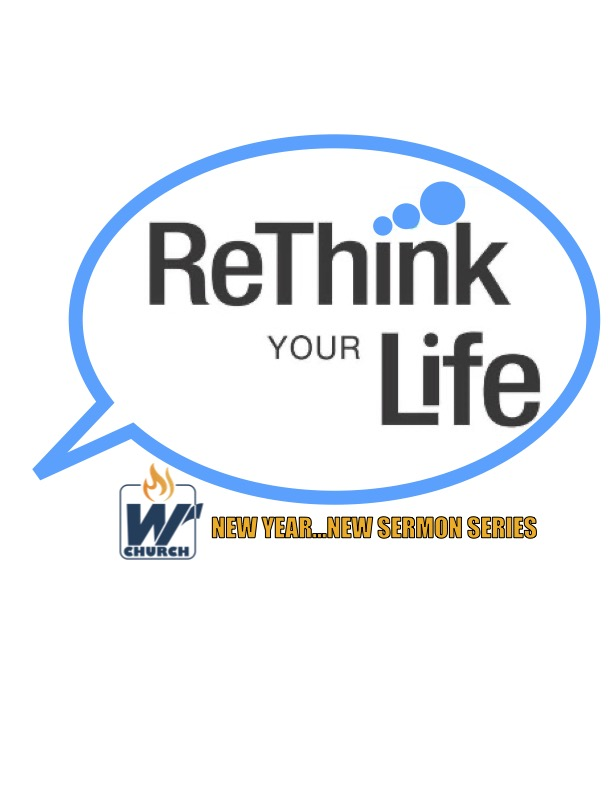 ReThink
YOUR
Life
W
CHURCH
NEW YEAR...NEW SERMON SERIES